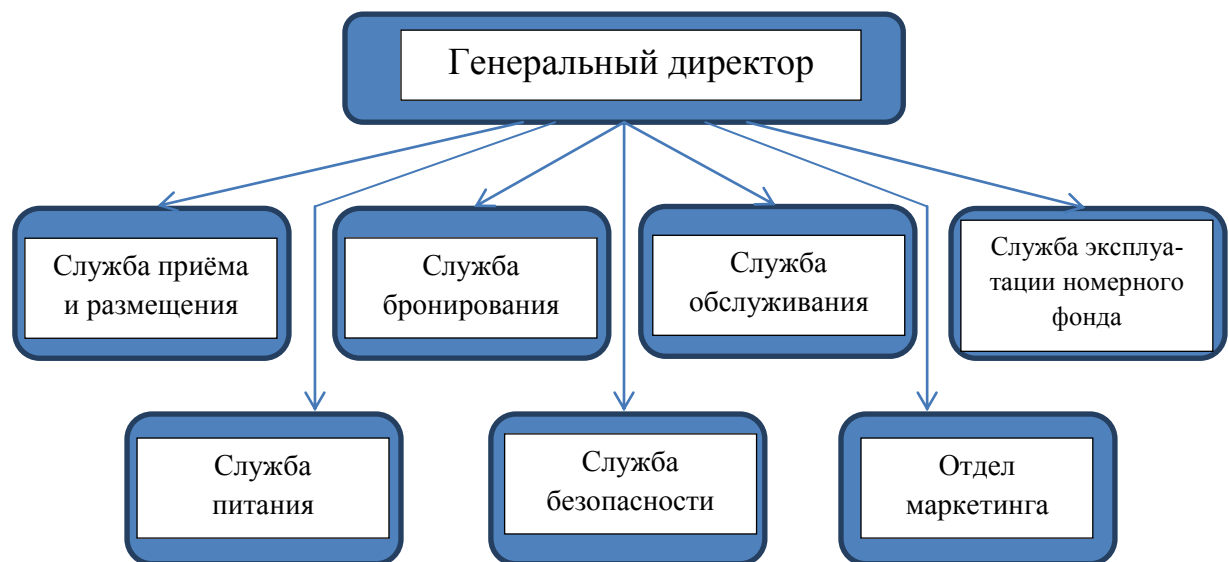 Генеральный директор
Служба приёма
и размещения
Служба
бронирования
Служба
обслуживания
Служба эксплуа-
тации номерного
фонда
Служба
питания
Служба
безопасности
Отдел
маркетинга